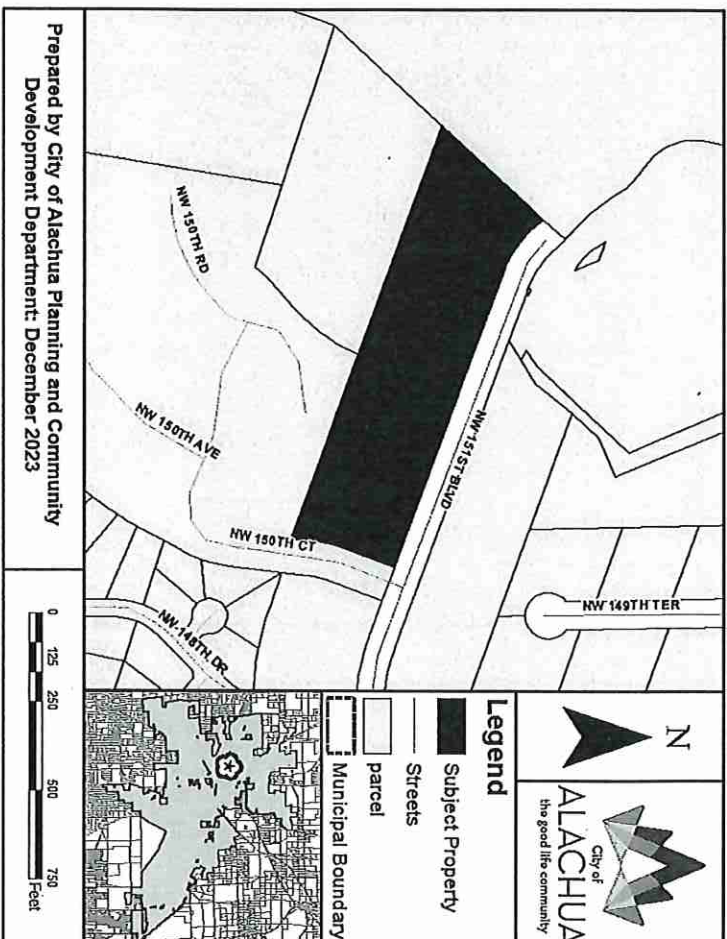 NW 151ST BLVD
NW 150TH RD
NW 150TH AVE
NW 150TH CT
NW 149TH TER
NW 148TH DR
N
City of
ALACHUA
the good life community
Legend
Subject Property
Streets
parcel
Municipal Boundary
Prepared by City of Alachua Planning and Community
Development Department: December 2023
0 125 250 500 750
Feet